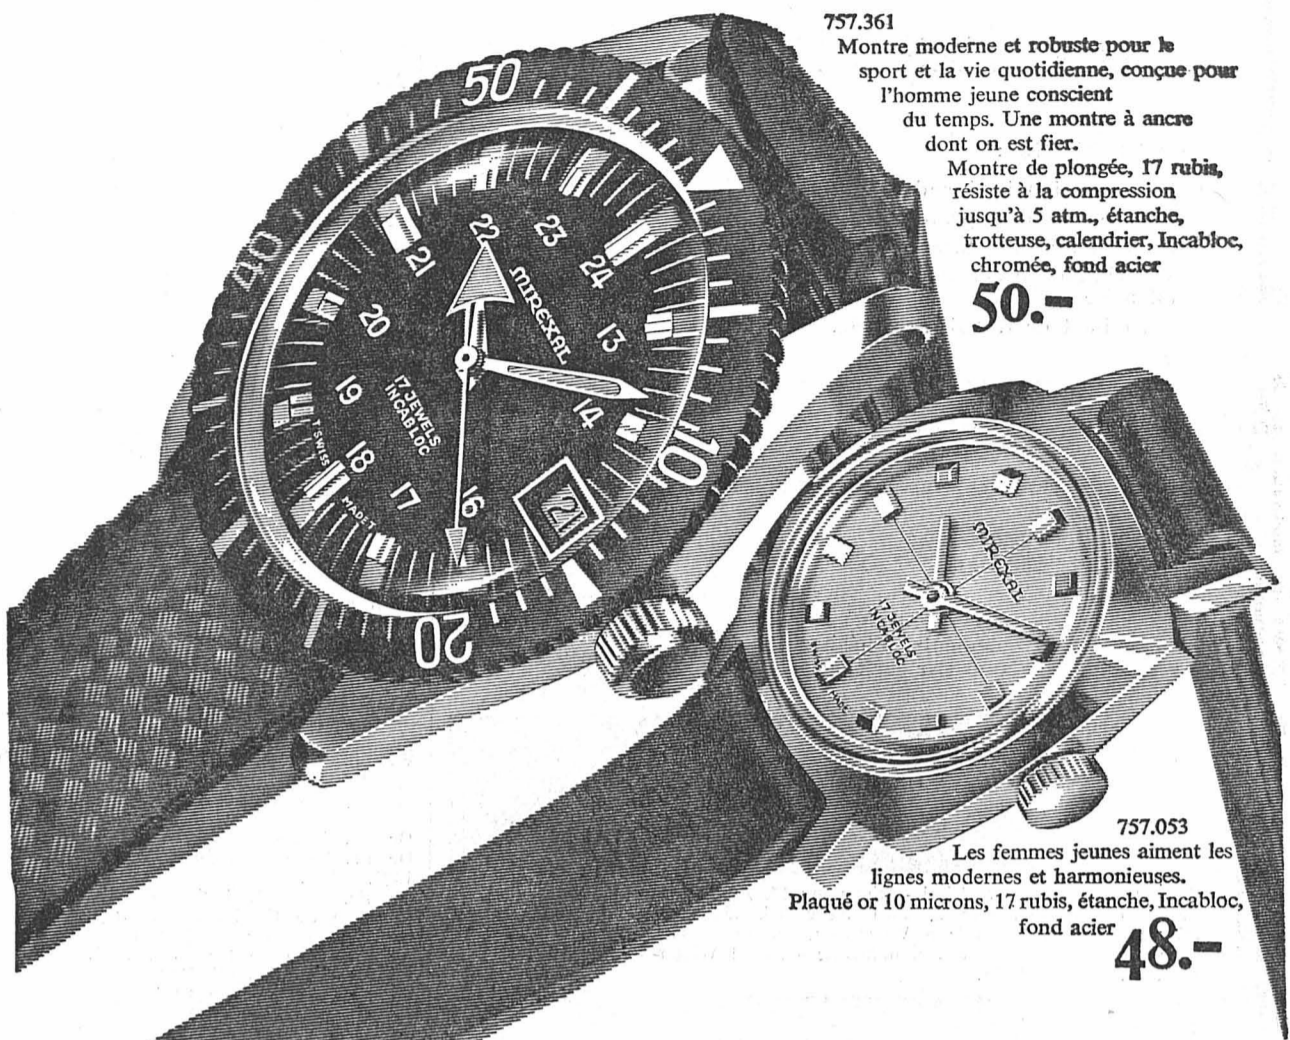 757.361
Montre moderne et robuste pour le
sport et la vie quotidienne, conçue pour
l'homme jeune conscient
du temps. Une montre à ancre
dont on est fier.
Montre de plongée, 17 rubis,
résiste à la compression
jusqu'à 5 atm., étanche,
trotteuse, calendrier, Incabloc,
chromée, fond acier
50.-
50
40
20
10
22
23
24
13
14
16
17
18
19
20
21
MIREXAL
17 JEWELS
INCABLOC
21
T SWISS
MADE T
MIREXAL
17 JEWELS
INCABLOC
757.053
Les femmes jeunes aiment les
lignes modernes et harmonieuses.
Plaqué or 10 microns, 17 rubis, étanche, Incabloc,
fond acier
48.-